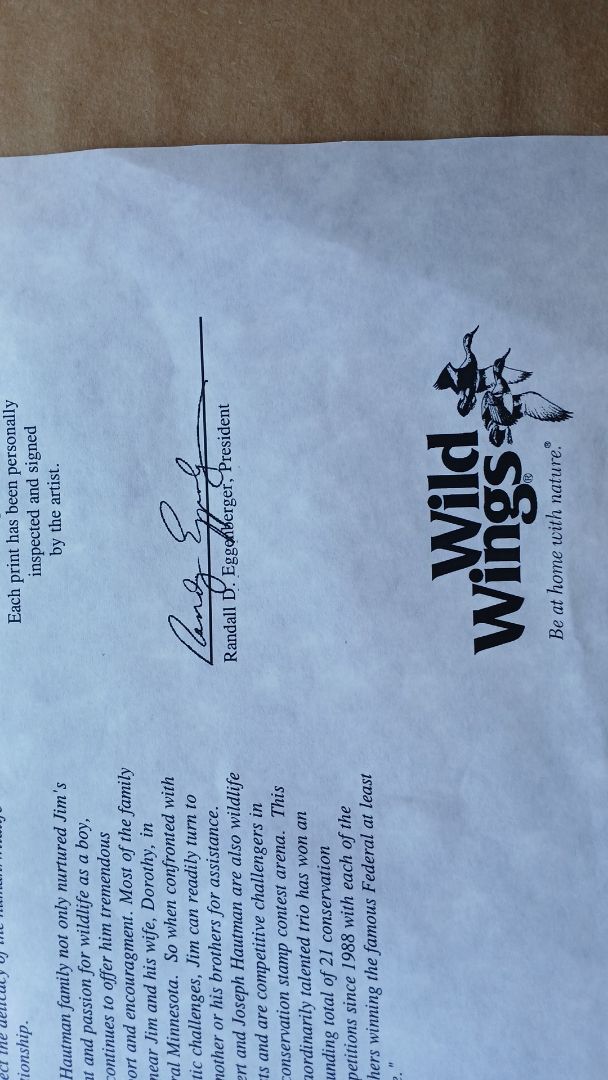 ionship.
Hautman family not only nurtured Jim's
and passion for wildlife as a boy,
continues to offer him tremendous
ort and encouragment. Most of the family
near Jim and his wife, Dorothy, in
ral Minnesota. So when confronted with
tic challenges, Jim can readily turn to
mother or his brothers for assistance.
ert and Joseph Hautman are also wildlife
ts and are competitive challengers in
conservation stamp contest arena. This
aordinarily talented trio has won an
unding total of 21 conservation
petitions since 1988 with each of the
hers winning the famous Federal at least
e."
Each print has been personally
inspected and signed
by the artist.
Randy Eggenberger
Randall D. Eggenberger, President
Wild
Wings®
Be at home with nature.®